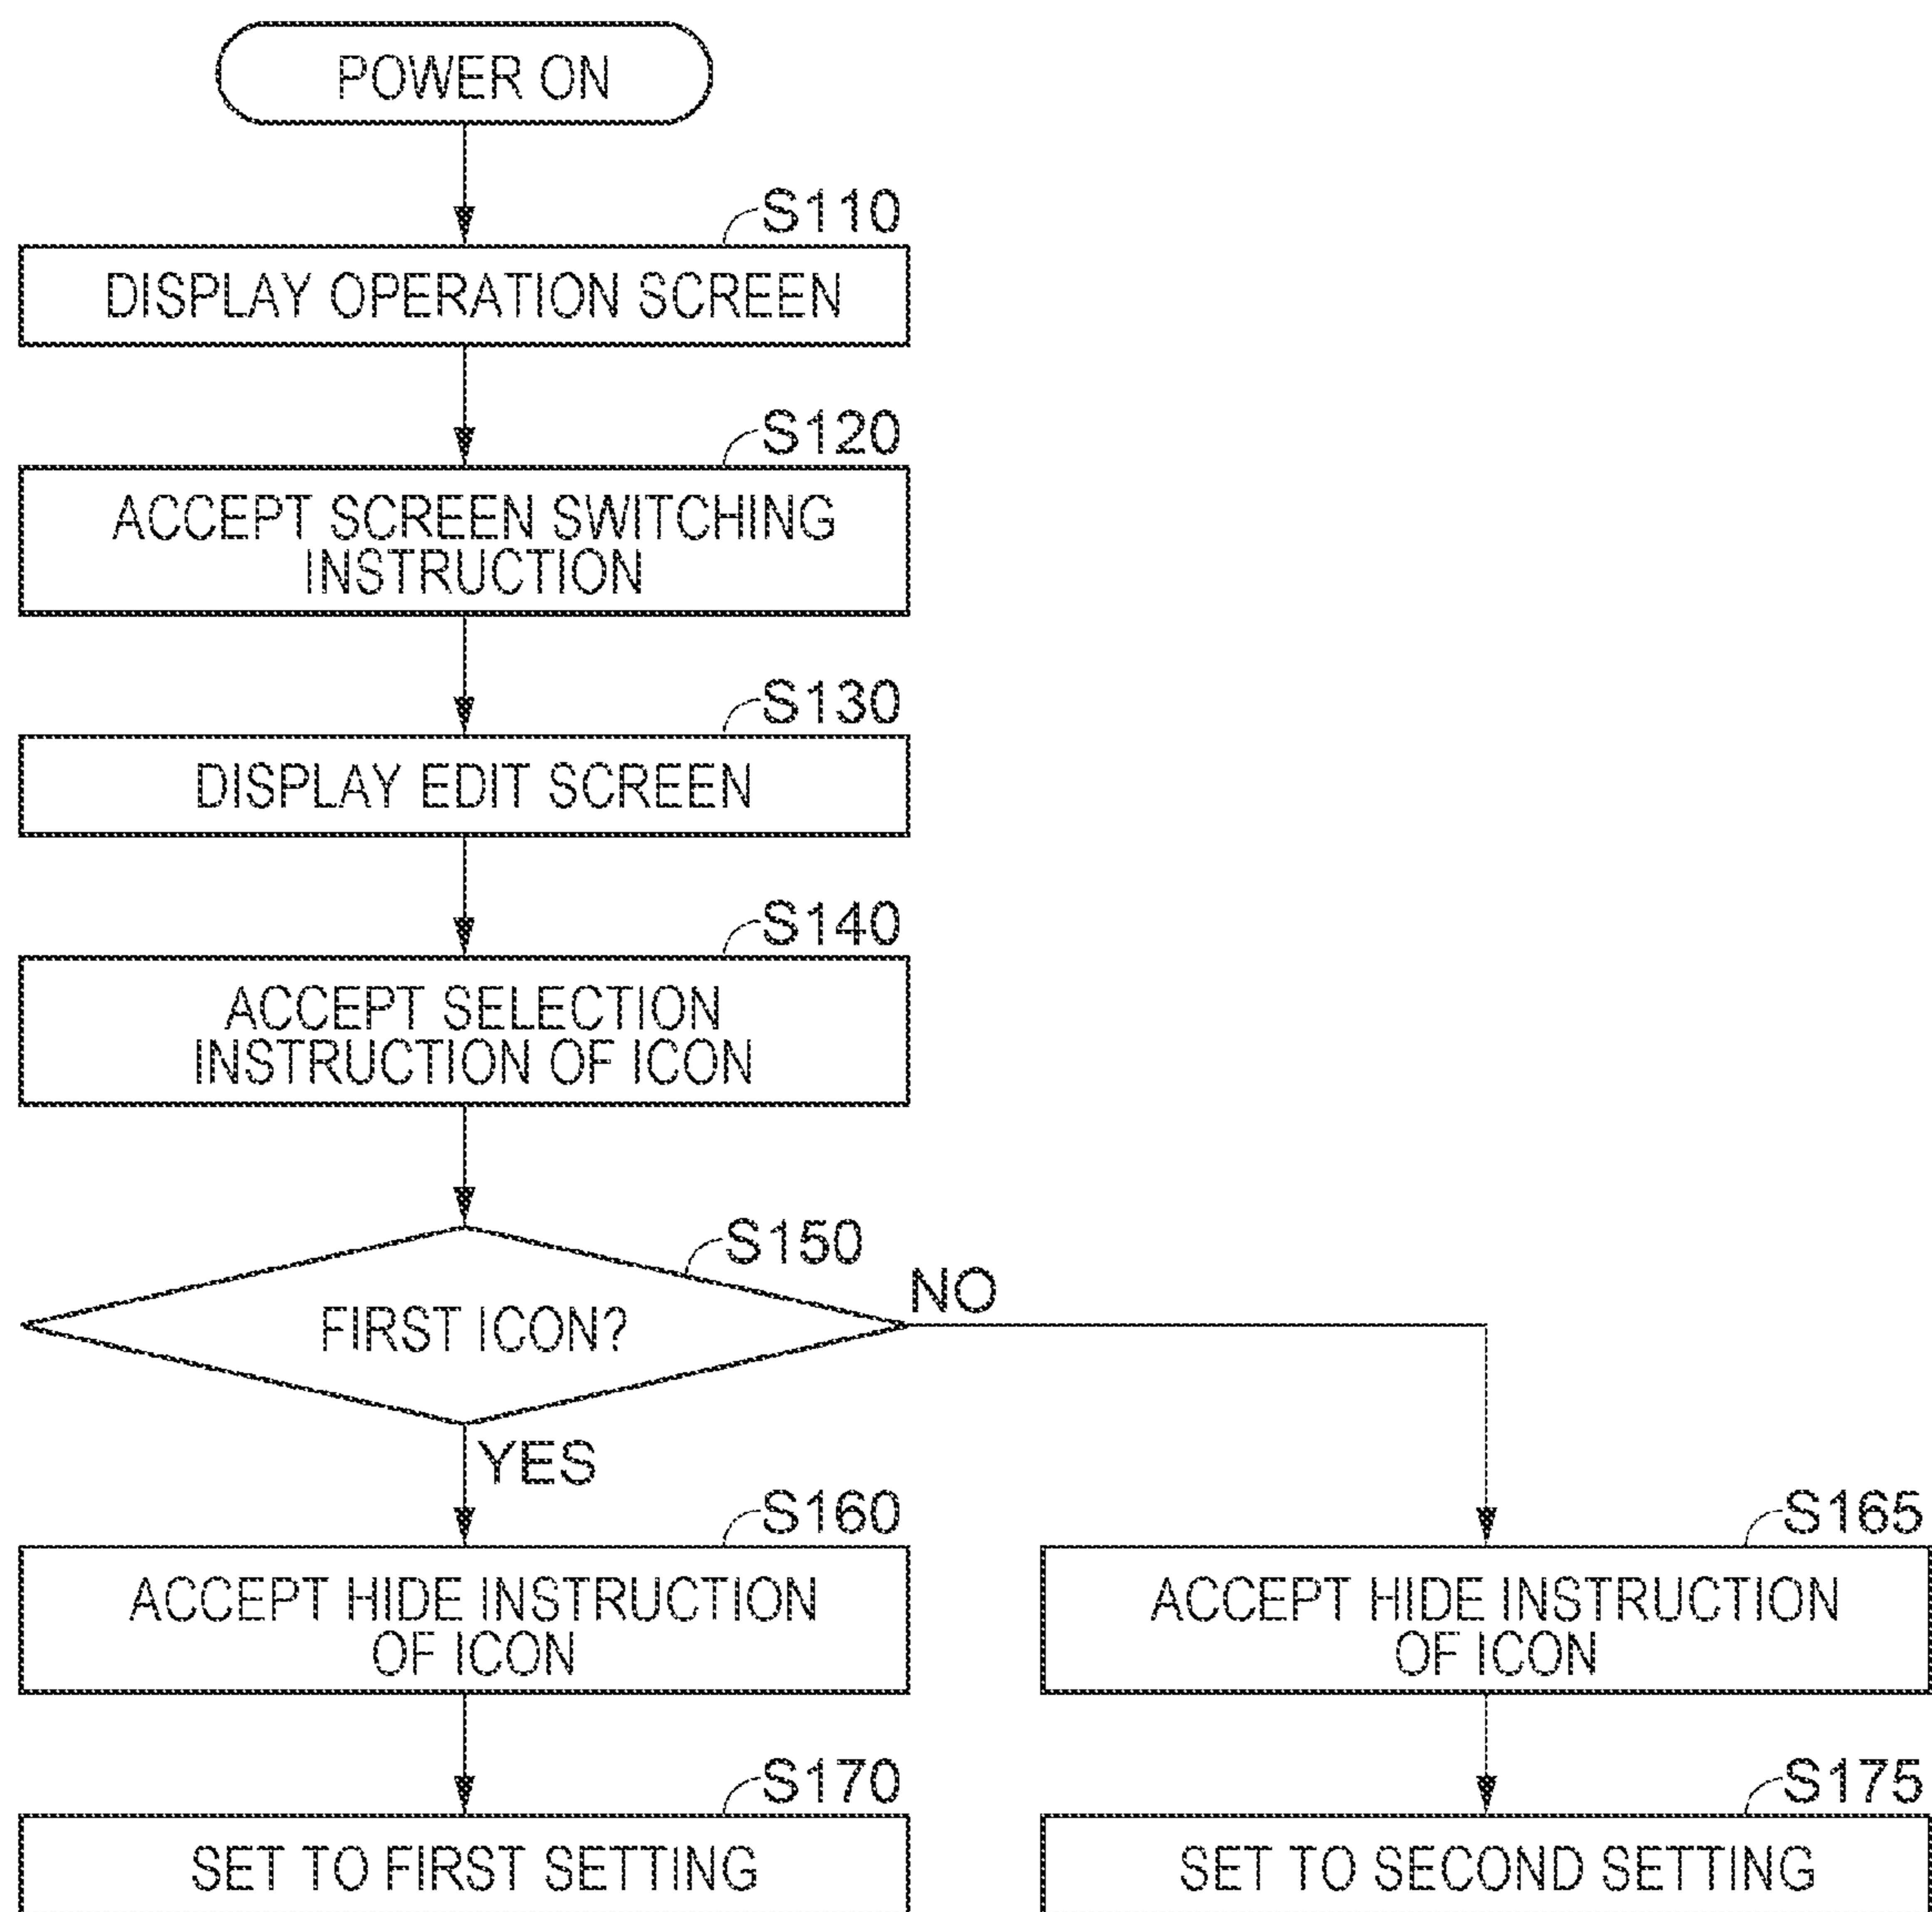 POWER ON
S110
DISPLAY OPERATION SCREEN
S120
ACCEPT SCREEN SWITCHING
INSTRUCTION
S130
DISPLAY EDIT SCREEN
S140
ACCEPT SELECTION
INSTRUCTION OF ICON
S150
FIRST ICON?
NO
YES
S160
ACCEPT HIDE INSTRUCTION
OF ICON
S165
ACCEPT HIDE INSTRUCTION
OF ICON
S170
SET TO FIRST SETTING
S175
SET TO SECOND SETTING